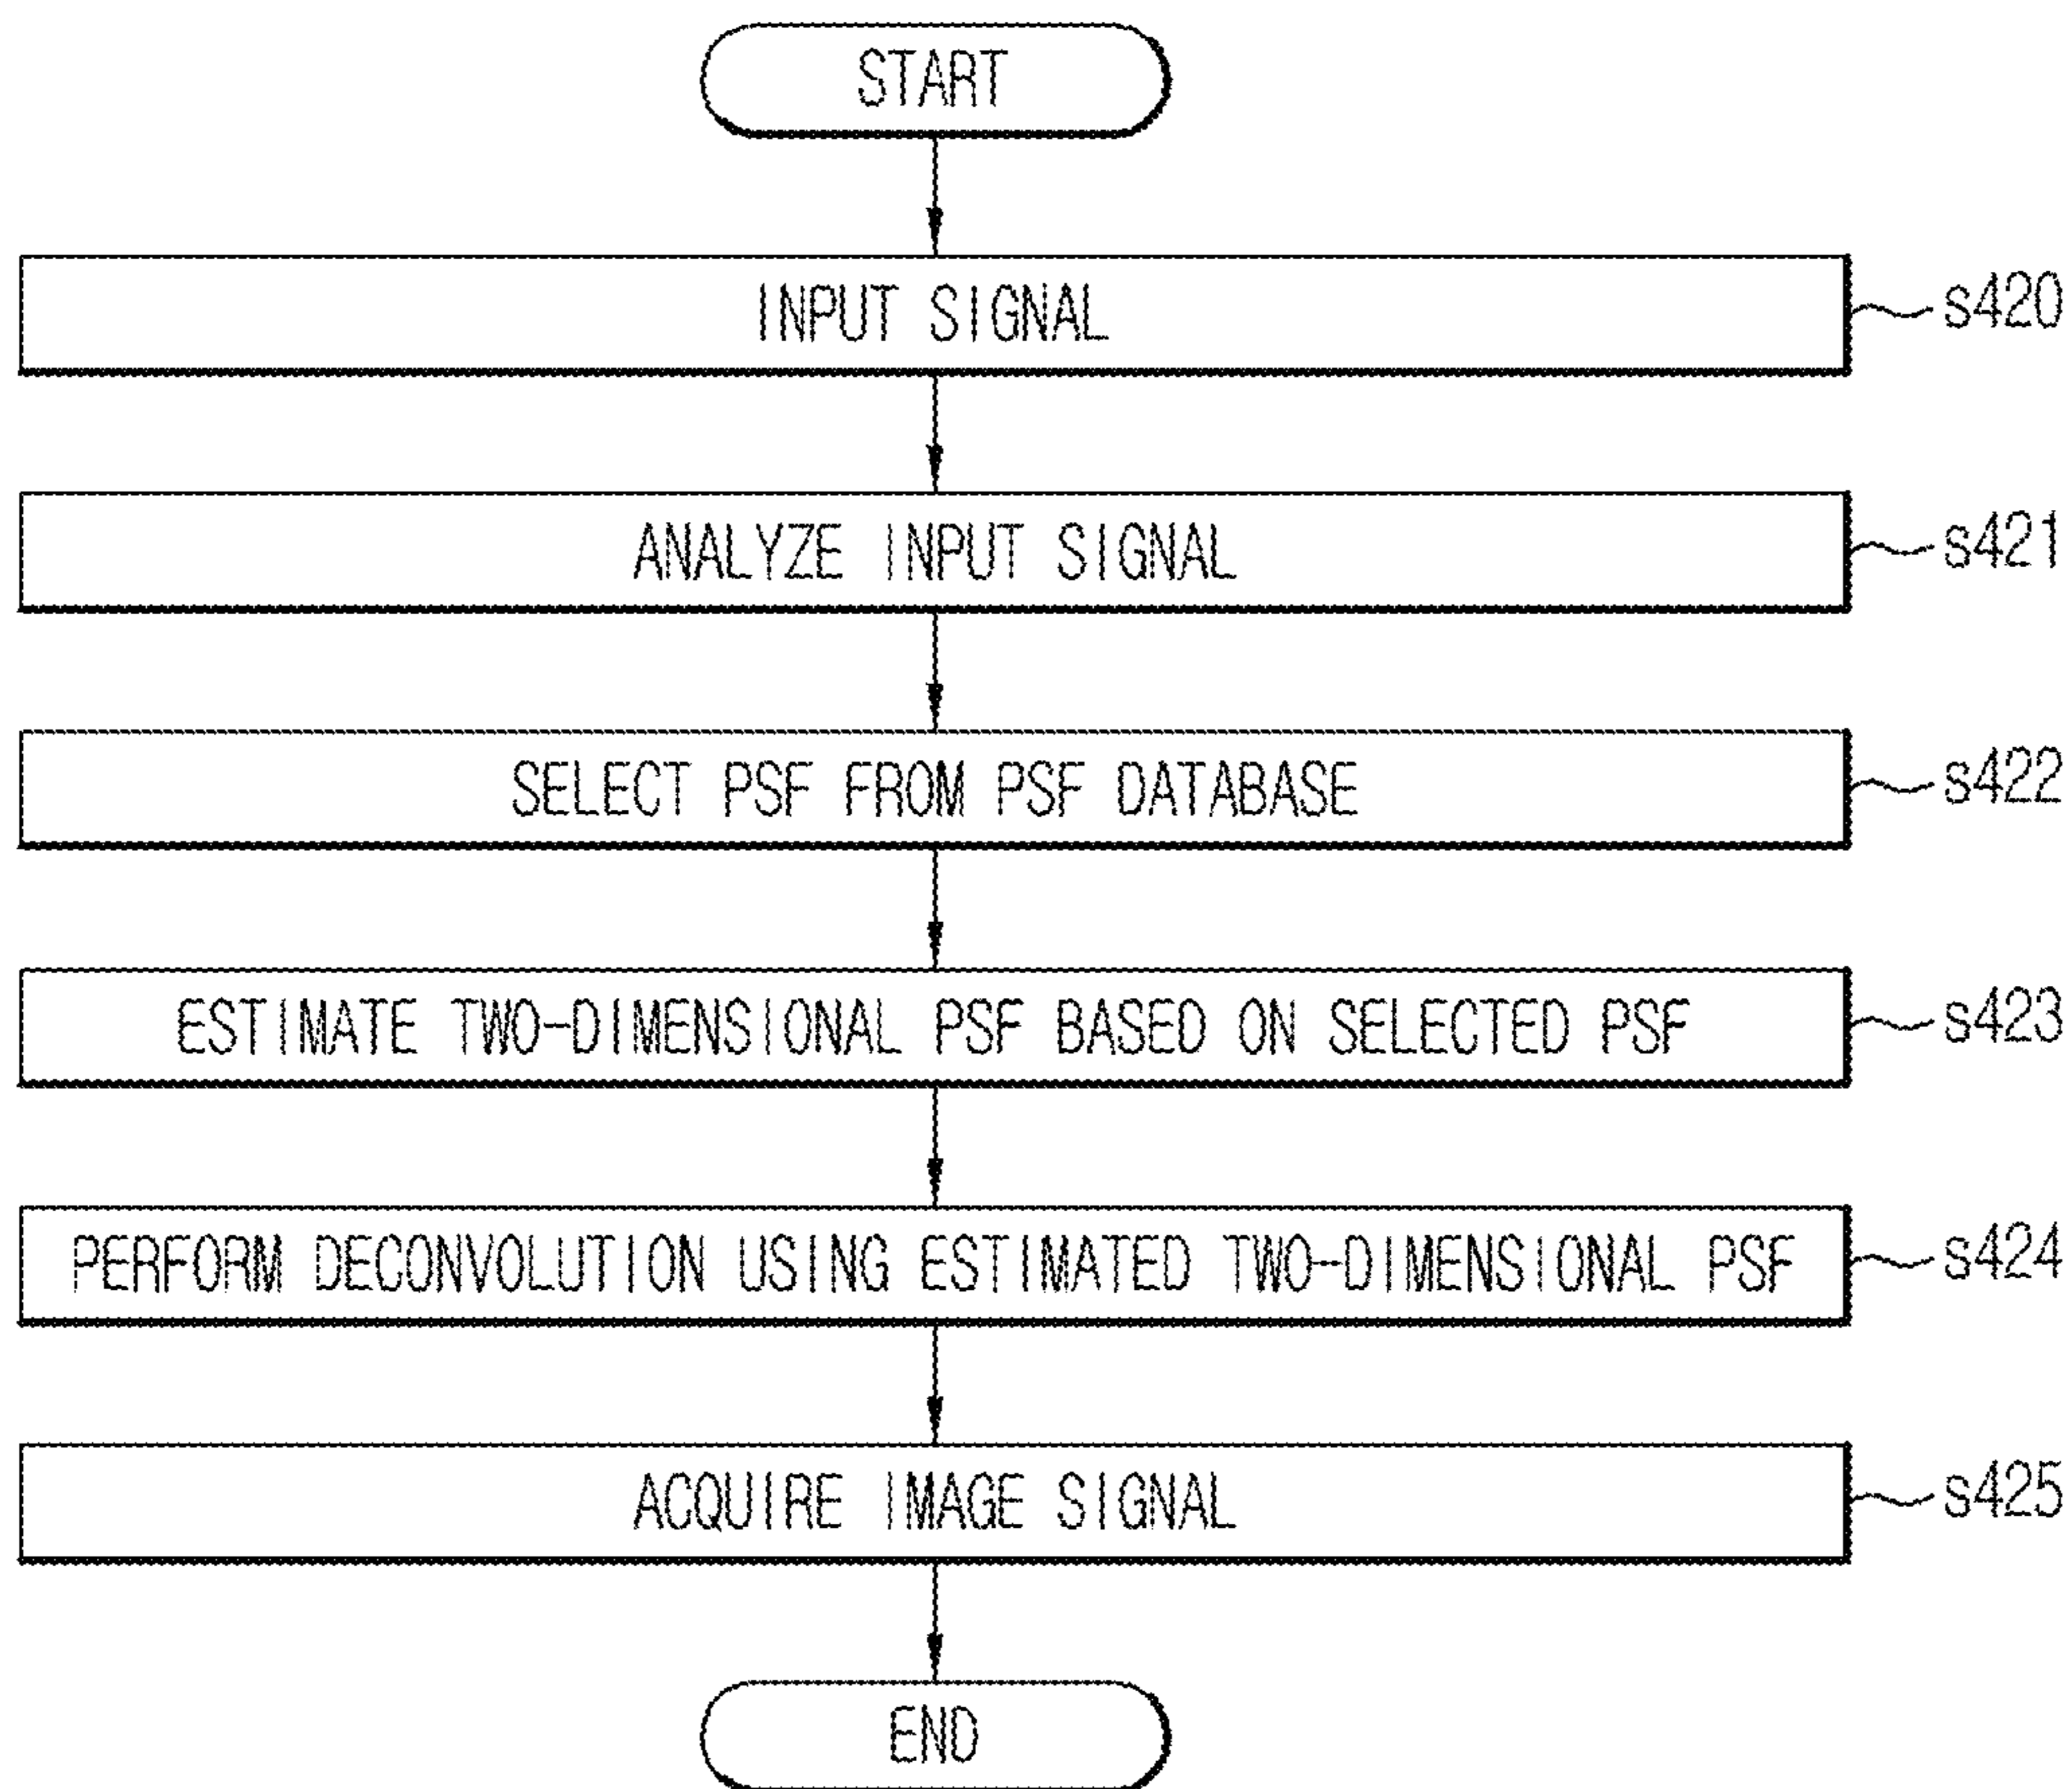 START
INPUT SIGNAL
s420
ANALYZE INPUT SIGNAL
s421
SELECT PSF FROM PSF DATABASE
s422
ESTIMATE TWO-DIMENSIONAL PSF BASED ON SELECTED PSF
s423
PERFORM DECONVOLUTION USING ESTIMATED TWO-DIMENSIONAL PSF
s424
ACQUIRE IMAGE SIGNAL
s425
END